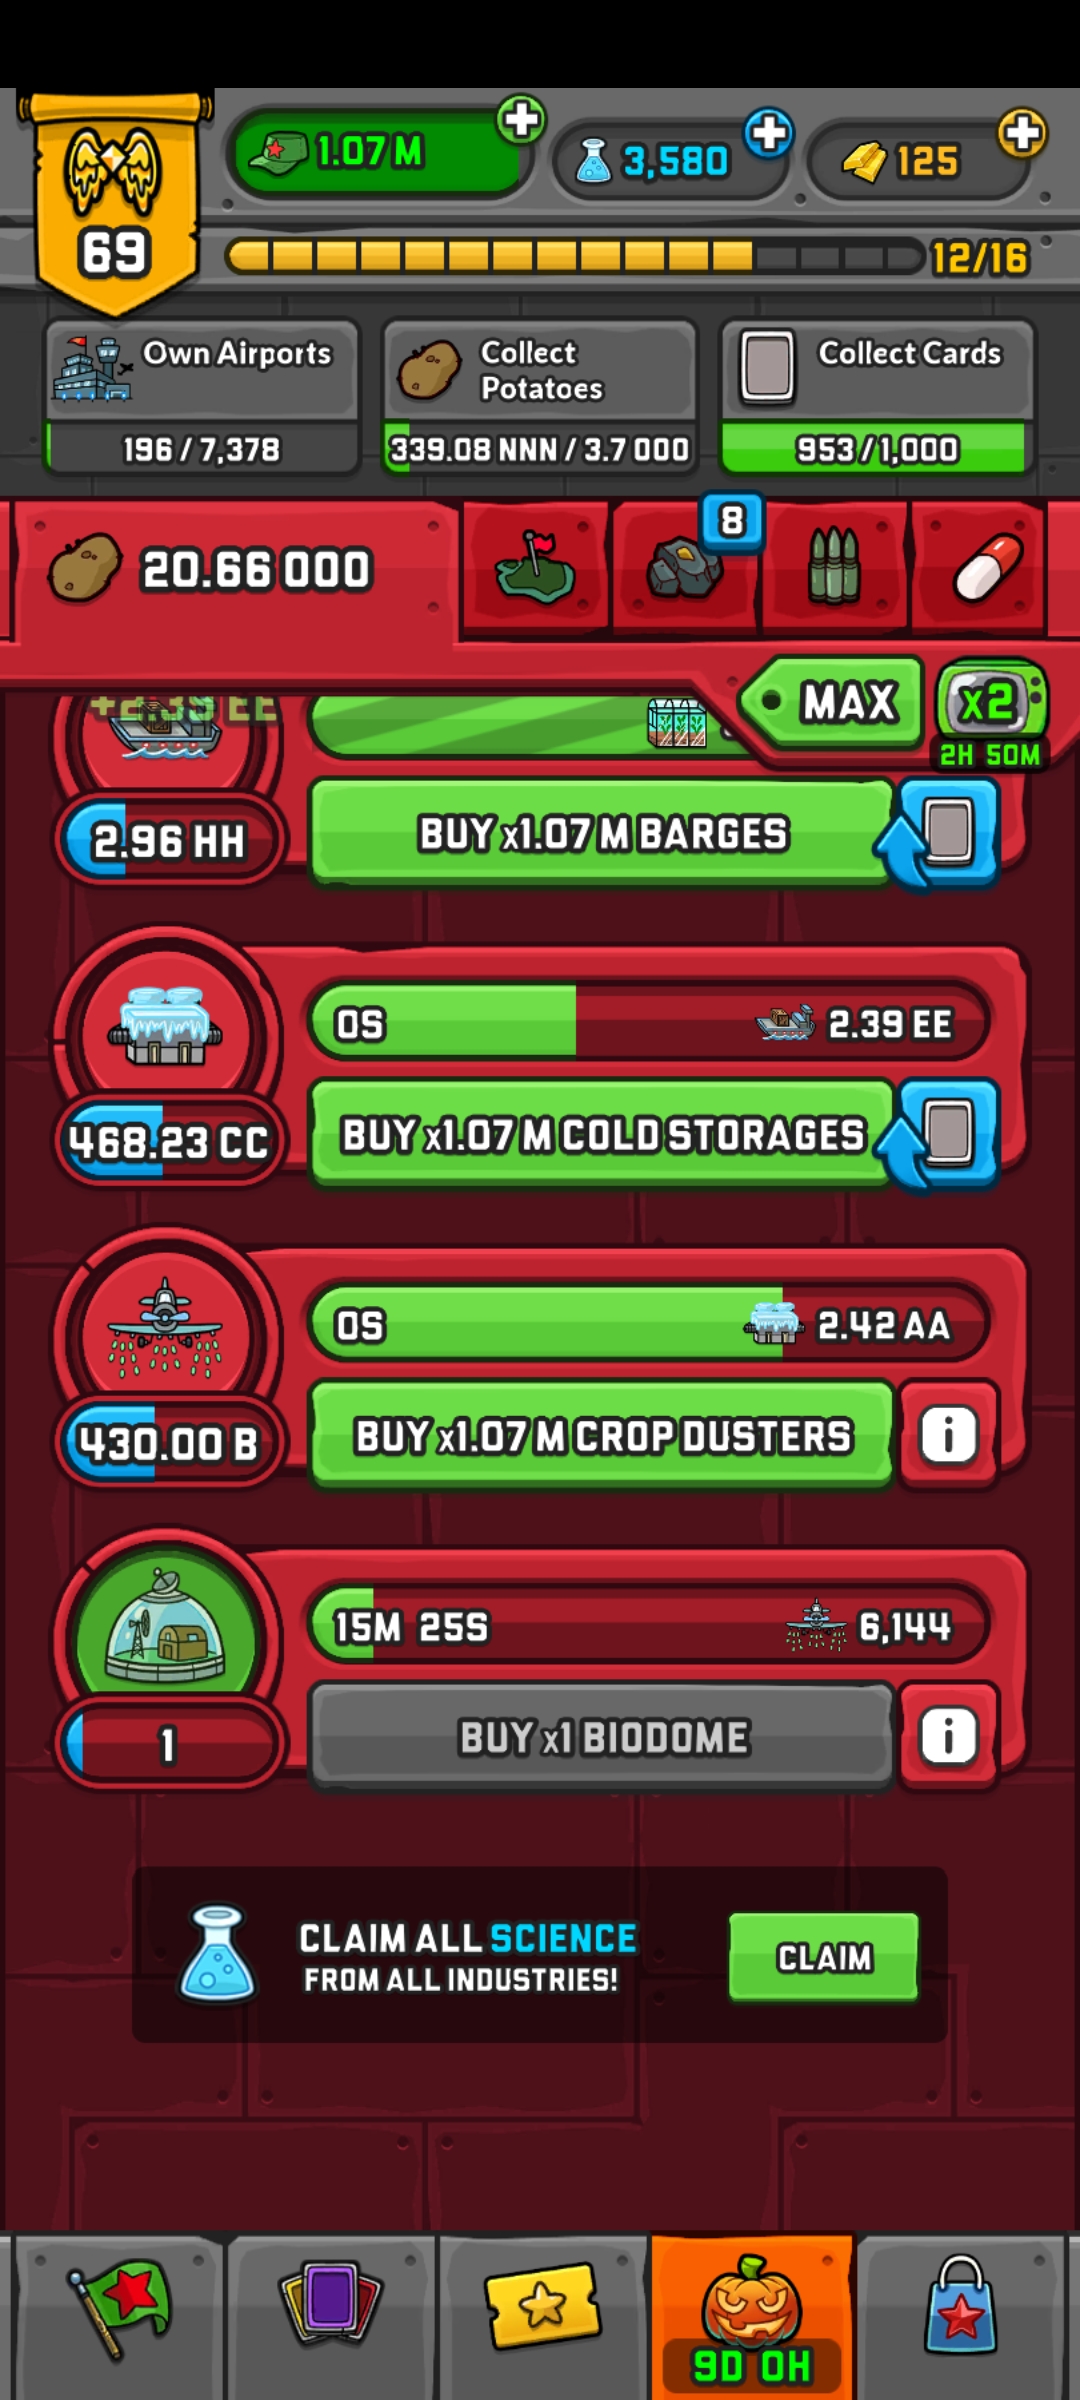 1.07 M
3,580
125
69
12/16
Own Airports
196 / 7,378
Collect
Potatoes
339.08 NNN / 3.7 OOO
Collect Cards
953 / 1,000
20.66 OOO
8
MAX
x2
2H 50M
+2.39 EE
2.96 HH
BUY x1.07 M BARGES
0S
2.39 EE
468.23 CC
BUY x1.07 M COLD STORAGES
0S
2.42 AA
430.00 B
BUY x1.07 M CROP DUSTERS
i
15M 25S
6,144
1
BUY x1 BIODOME
i
CLAIM ALL SCIENCE
FROM ALL INDUSTRIES!
CLAIM
9D 0H